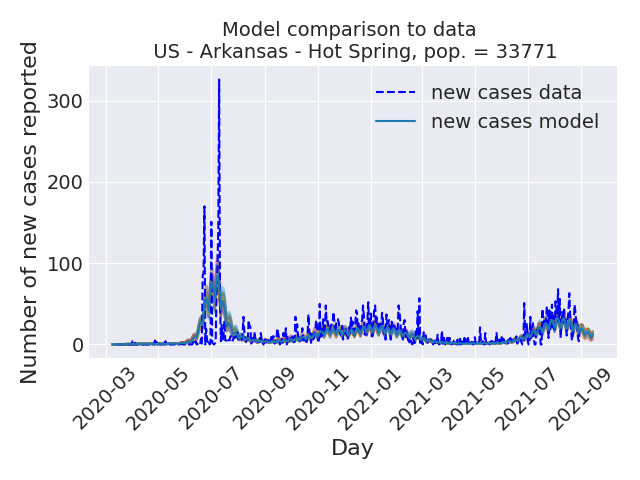 Model comparison to data
US - Arkansas - Hot Spring, pop. = 33771
Number of new cases reported
300
200
100
0
new cases data
new cases model
2020-03
2020-05
2020-07
2020-09
2020-11
2021-01
2021-03
2021-05
2021-07
2021-09
Day